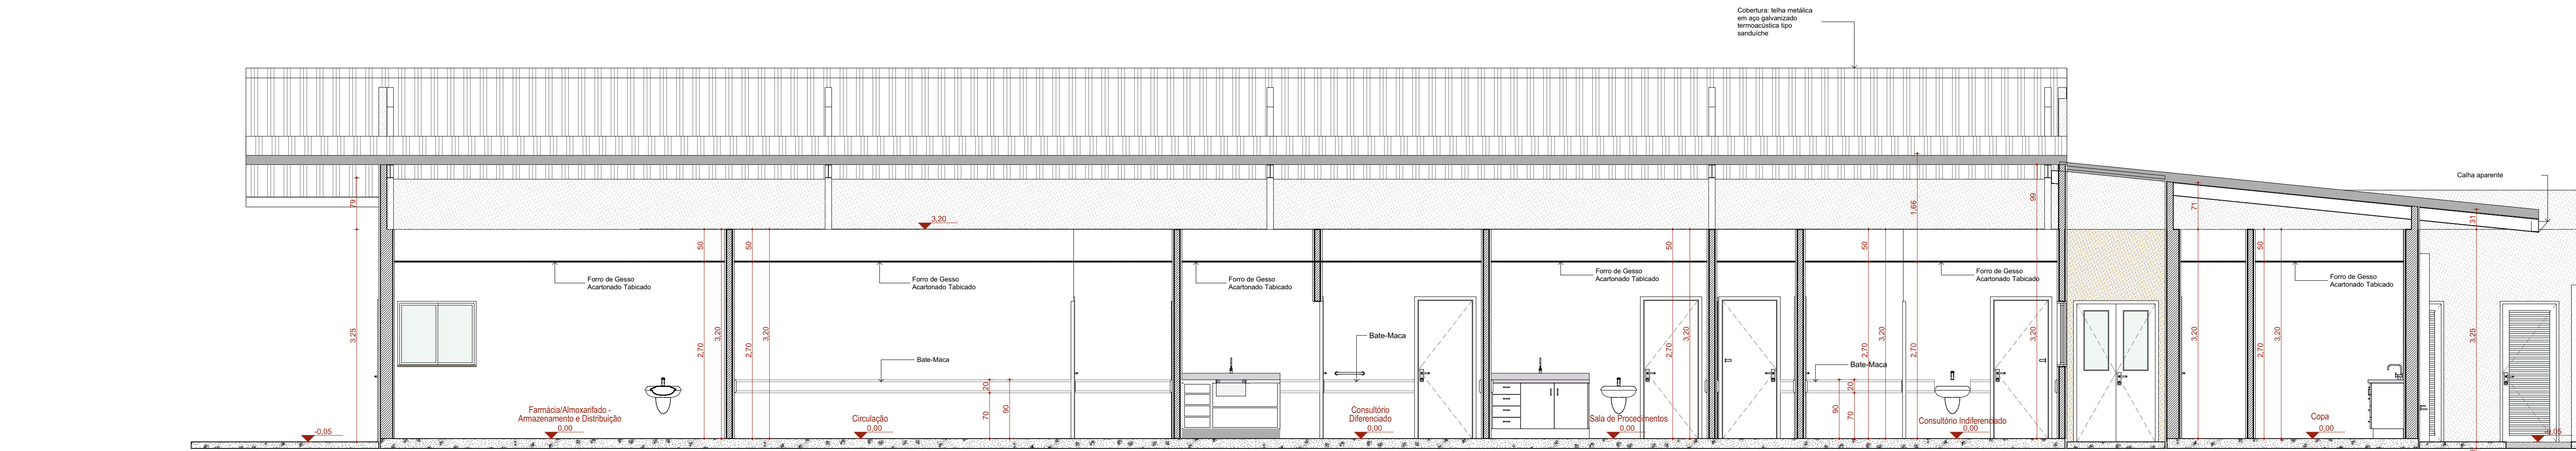 Cobertura: telha metálica
em aço galvanizado
termoacústica tipo
sanduíche
Calha aparente
79
3,20
1,66
99
71
31
50
50
50
50
50
Forro de Gesso
Acartonado Tabicado
Forro de Gesso
Acartonado Tabicado
Forro de Gesso
Acartonado Tabicado
Forro de Gesso
Acartonado Tabicado
Forro de Gesso
Acartonado Tabicado
Forro de Gesso
Acartonado Tabicado
3,25
2,70
3,20
2,70
3,20
2,70
3,20
2,70
3,20
2,70
3,20
3,20
2,70
3,20
3,25
Bate-Maca
Bate-Maca
Bate-Maca
20
70
90
90
20
70
Farmácia/Almoxarifado -
Armazenamento e Distribuição
0,00
Circulação
0,00
Consultório
Diferenciado
0,00
Sala de Procedimentos
0,00
Consultório Indiferenciado
0,00
Copa
0,00
-0,05
-0,05